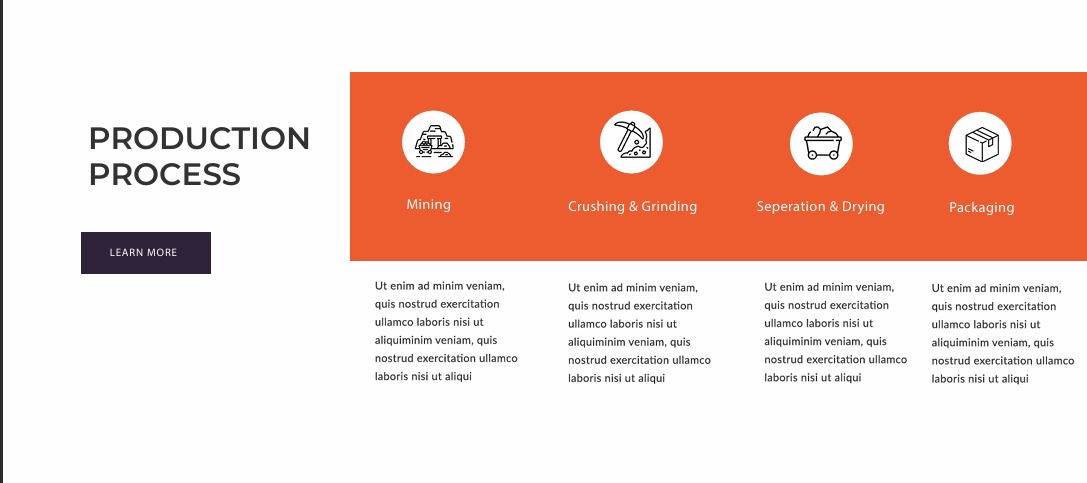 PRODUCTION
PROCESS
LEARN MORE
Mining
Crushing & Grinding
Seperation & Drying
Packaging
Ut enim ad minim veniam,
quis nostrud exercitation
ullamco laboris nisi ut
aliquiminim veniam, quis
nostrud exercitation ullamco
laboris nisi ut aliqui
Ut enim ad minim veniam,
quis nostrud exercitation
ullamco laboris nisi ut
aliquiminim veniam, quis
nostrud exercitation ullamco
laboris nisi ut aliqui
Ut enim ad minim veniam,
quis nostrud exercitation
ullamco laboris nisi ut
aliquiminim veniam, quis
nostrud exercitation ullamco
laboris nisi ut aliqui
Ut enim ad minim veniam,
quis nostrud exercitation
ullamco laboris nisi ut
aliquiminim veniam, quis
nostrud exercitation ullamco
laboris nisi ut aliqui